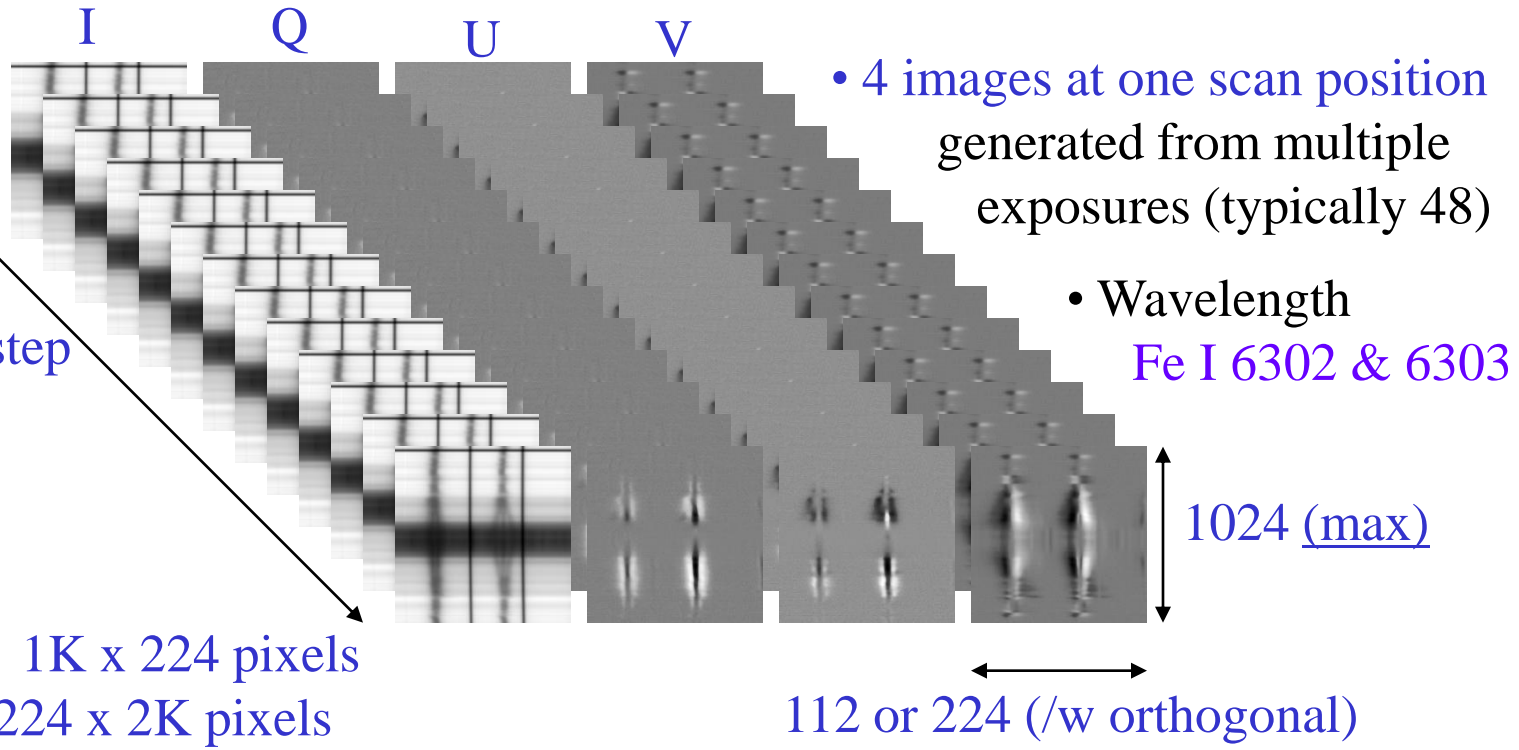 I Q U V
• 4 images at one scan position
generated from multiple
exposures (typically 48)
• Wavelength
Fe I 6302 & 6303
step
1024 (max)
1K x 224 pixels
224 x 2K pixels
112 or 224 (/w orthogonal)